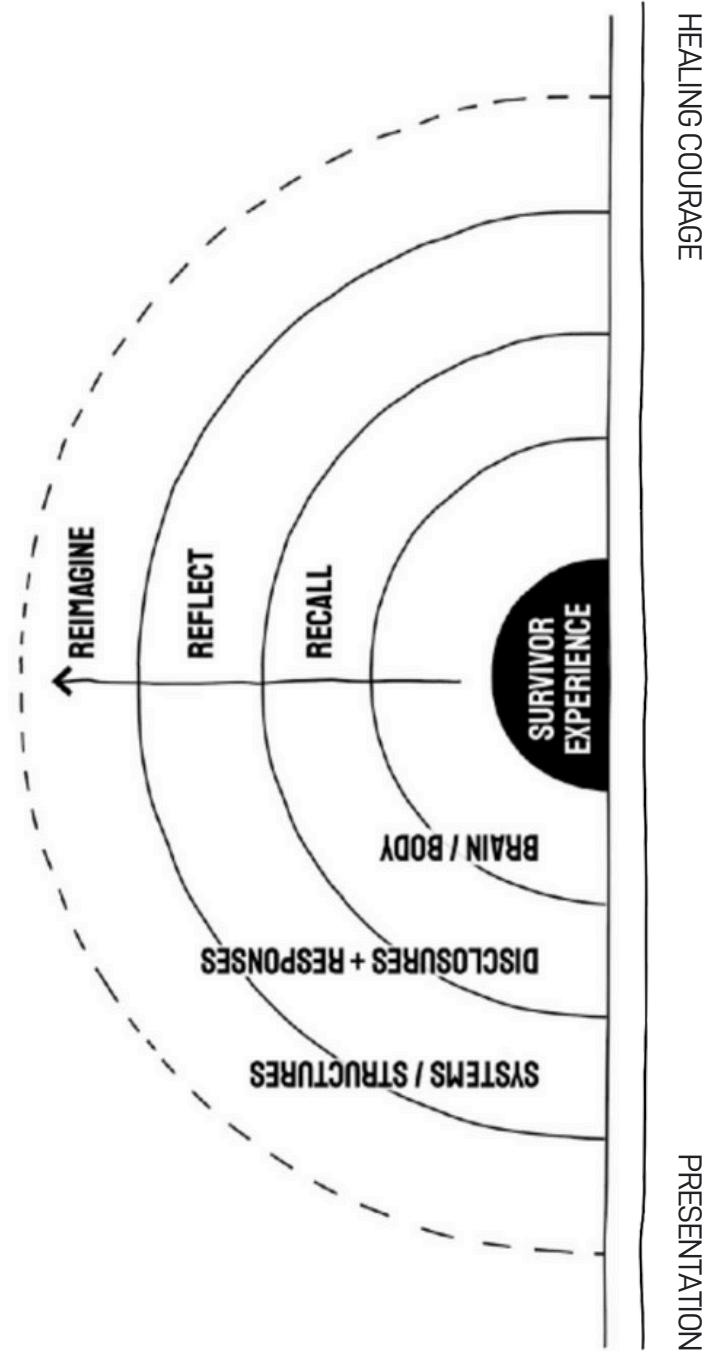 HEALING COURAGE
PRESENTATION
REIMAGINE
REFLECT
RECALL
SURVIVOR
EXPERIENCE
BRAIN / BODY
DISCLOSURES + RESPONSES
SYSTEMS / STRUCTURES